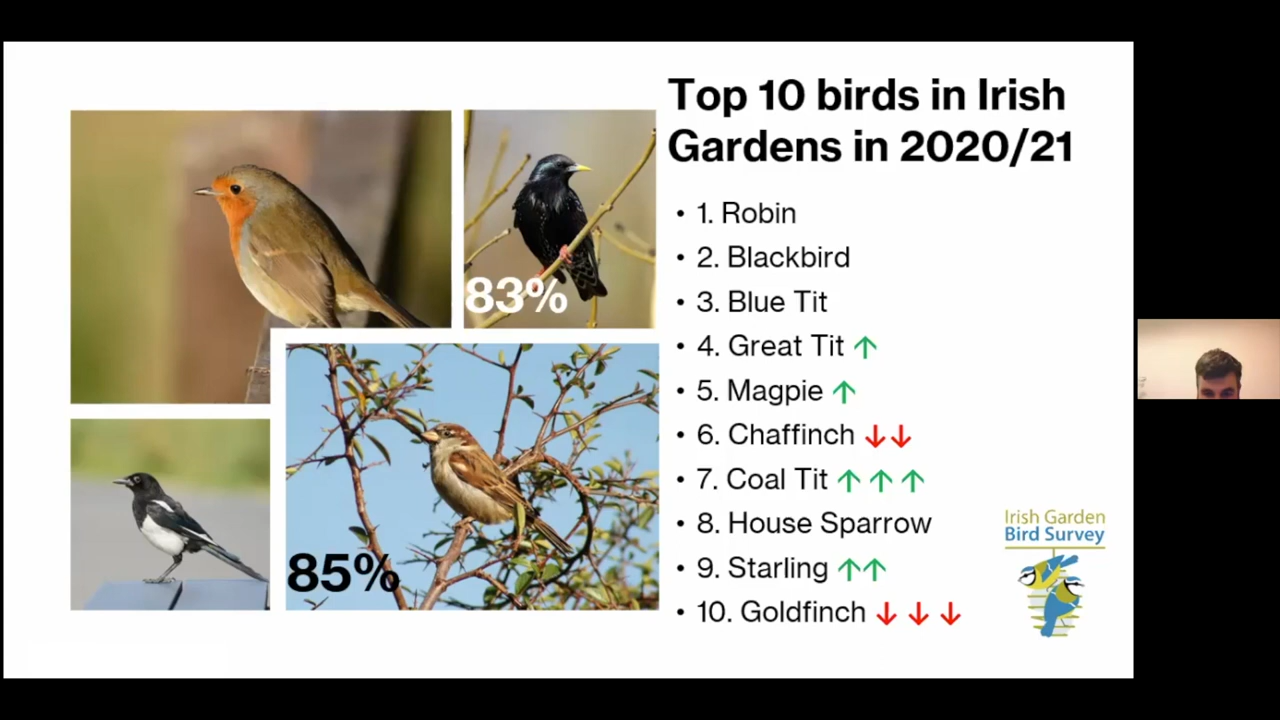 Top 10 birds in Irish
Gardens in 2020/21
• 1. Robin
• 2. Blackbird
• 3. Blue Tit
• 4. Great Tit ↑
• 5. Magpie ↑
• 6. Chaffinch ↓↓
• 7. Coal Tit ↑ ↑ ↑
• 8. House Sparrow
• 9. Starling ↑↑
• 10. Goldfinch ↓ ↓ ↓
83%
85%
Irish Garden
Bird Survey